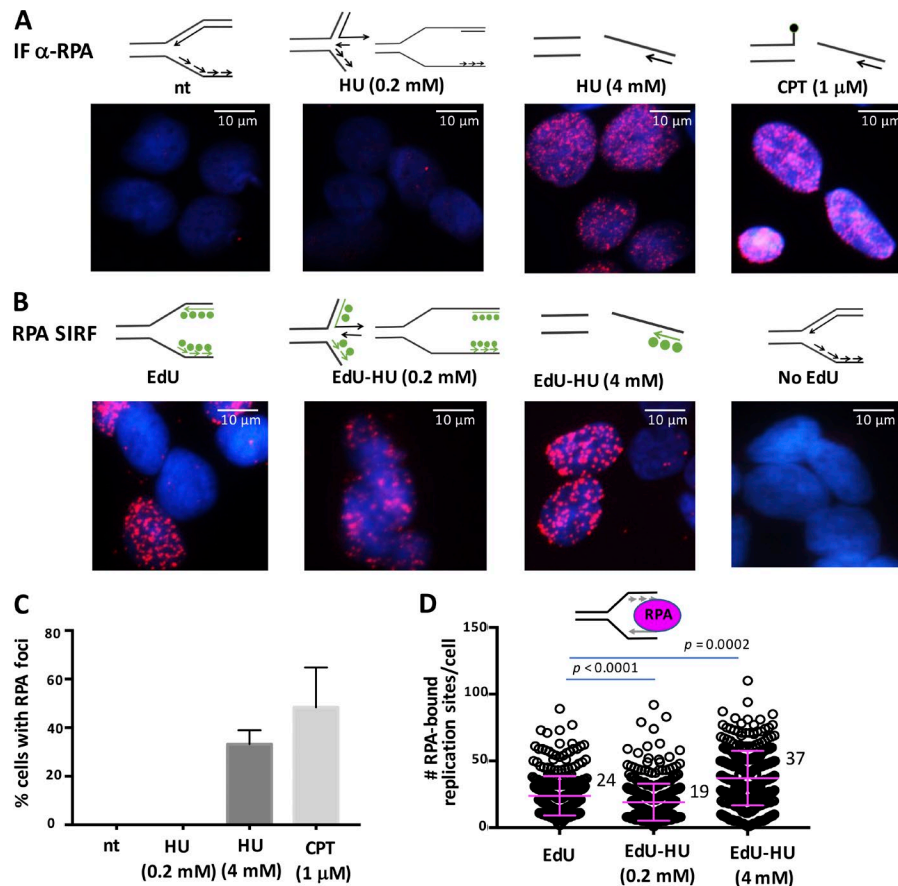 A
IF α-RPA
nt
HU (0.2 mM)
HU (4 mM)
CPT (1 μM)
10 μm
10 μm
10 μm
10 μm
B
RPA SIRF
EdU
EdU-HU (0.2 mM)
EdU-HU (4 mM)
No EdU
10 μm
10 μm
10 μm
10 μm
C
% cells with RPA foci
80
60
40
20
0
nt
HU
(0.2 mM)
HU
(4 mM)
CPT
(1 μM)
D
RPA
# RPA-bound
replication sites/cell
150
100
50
0
p = 0.0002
p < 0.0001
24
19
37
EdU
EdU-HU
(0.2 mM)
EdU-HU
(4 mM)